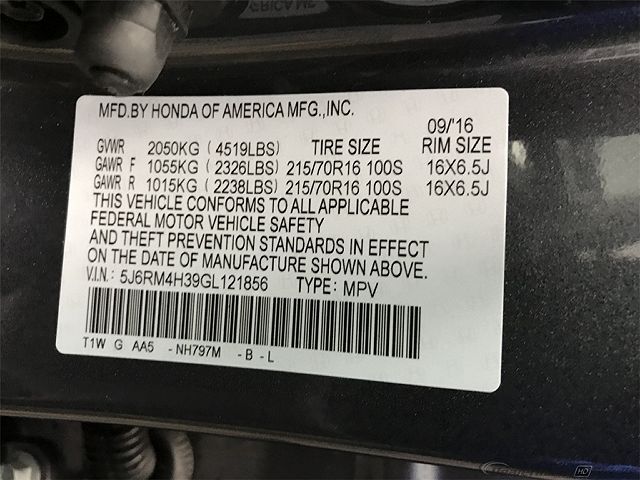 MFD.BY HONDA OF AMERICA MFG.,INC.
09/'16
GVWR 2050KG ( 4519LBS) TIRE SIZE RIM SIZE
GAWR F 1055KG ( 2326LBS) 215/70R16 100S 16X6.5J
GAWR R 1015KG ( 2238LBS) 215/70R16 100S 16X6.5J
THIS VEHICLE CONFORMS TO ALL APPLICABLE
FEDERAL MOTOR VEHICLE SAFETY
AND THEFT PREVENTION STANDARDS IN EFFECT
ON THE DATE OF MANUFACTURE SHOWN ABOVE.
V.I.N.: 5J6RM4H39GL121856 TYPE: MPV
T1W G AA5 - NH797M - B - L
HD